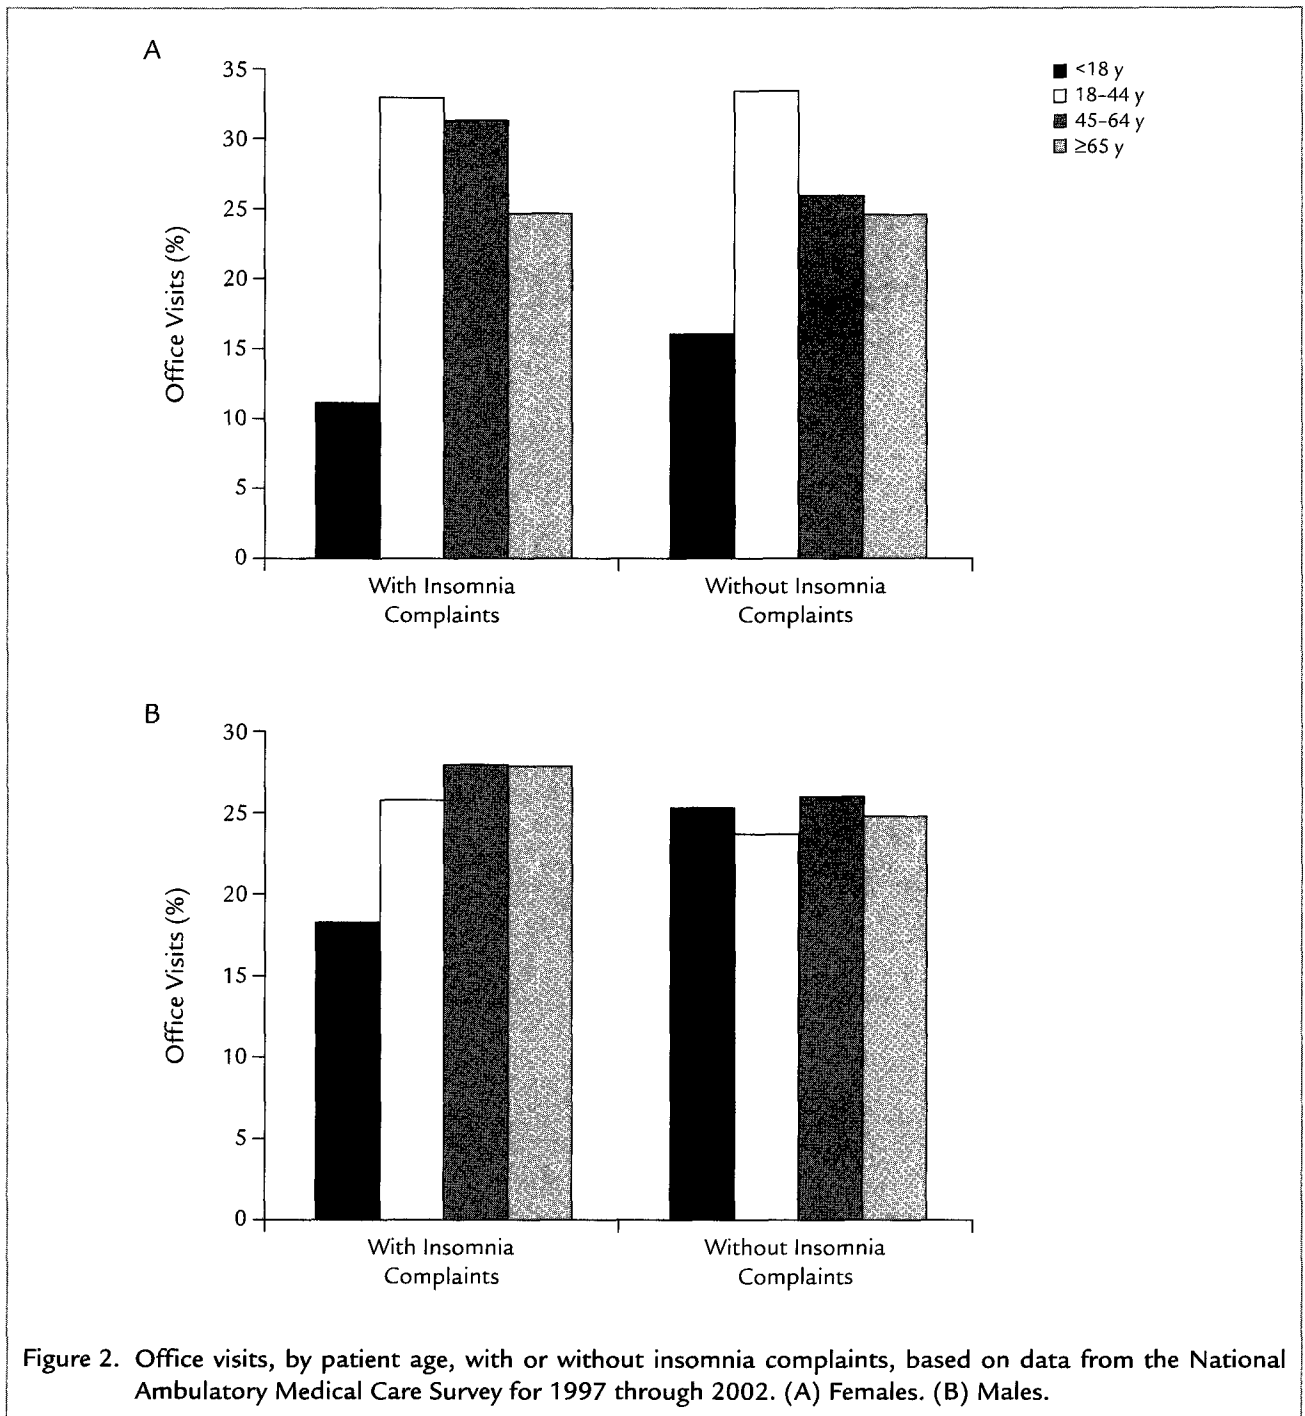 A
35
30
25
20
15
10
5
0
Office Visits (%)
<18 y
18–44 y
45–64 y
≥65 y
With Insomnia
Complaints
Without Insomnia
Complaints
B
30
25
20
15
10
5
0
Office Visits (%)
With Insomnia
Complaints
Without Insomnia
Complaints
Figure 2. Office visits, by patient age, with or without insomnia complaints, based on data from the National
Ambulatory Medical Care Survey for 1997 through 2002. (A) Females. (B) Males.